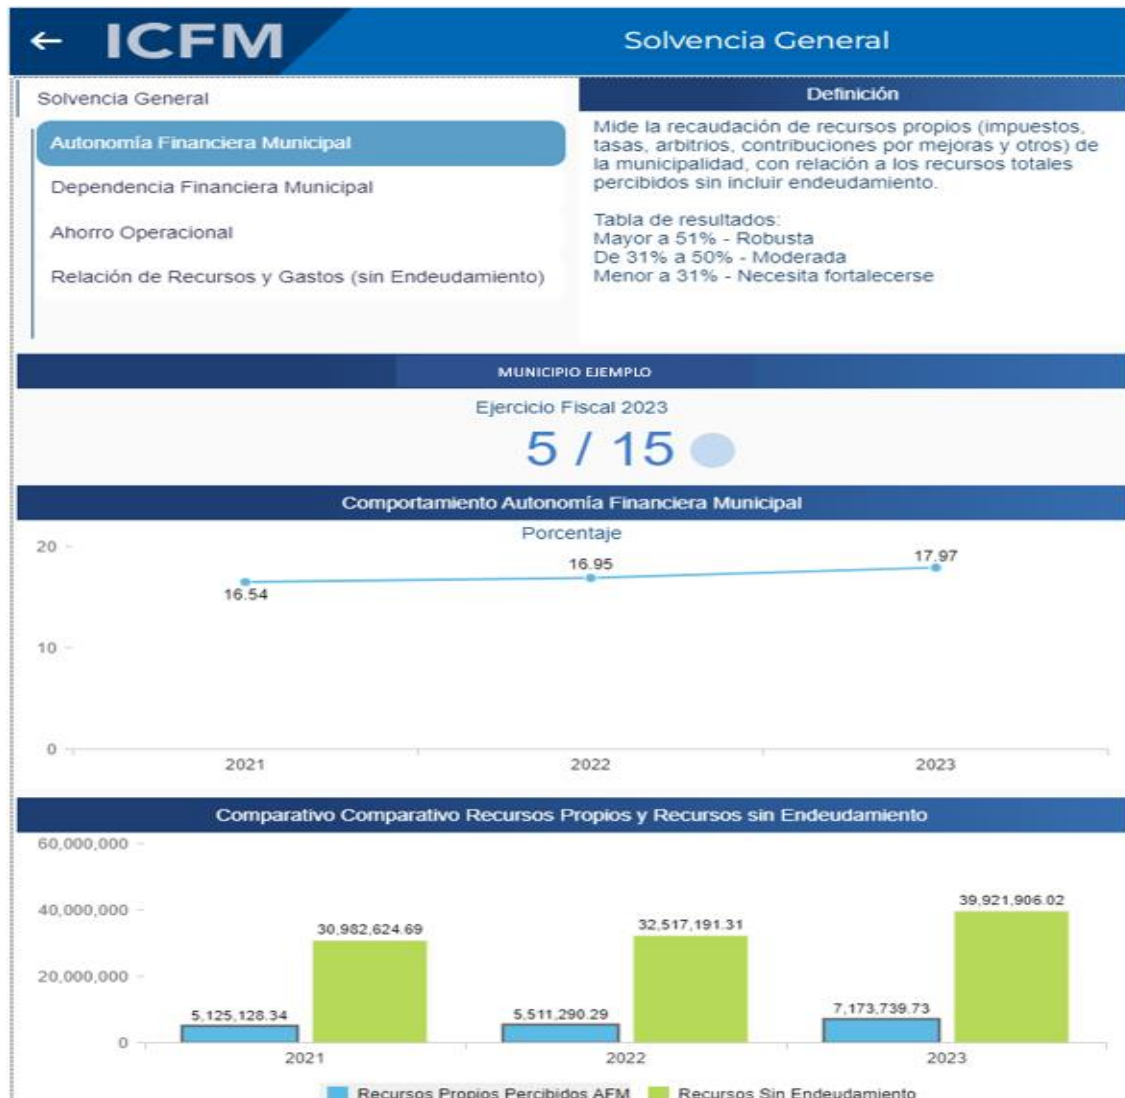 ← ICFM
Solvencia General
Solvencia General
Autonomía Financiera Municipal
Dependencia Financiera Municipal
Ahorro Operacional
Relación de Recursos y Gastos (sin Endeudamiento)
Definición
Mide la recaudación de recursos propios (impuestos,
tasas, arbitrios, contribuciones por mejoras y otros) de
la municipalidad, con relación a los recursos totales
percibidos sin incluir endeudamiento.
Tabla de resultados:
Mayor a 51% - Robusta
De 31% a 50% - Moderada
Menor a 31% - Necesita fortalecerse
MUNICIPIO EJEMPLO
Ejercicio Fiscal 2023
5 / 15
Comportamiento Autonomía Financiera Municipal
Porcentaje
20
10
0
16.54
16.95
17.97
2021
2022
2023
Comparativo Comparativo Recursos Propios y Recursos sin Endeudamiento
60,000,000
40,000,000
20,000,000
0
5,125,128.34
30,982,624.69
5,511,290.29
32,517,191.31
7,173,739.73
39,921,906.02
2021
2022
2023
Recursos Propios Percibidos AFM
Recursos Sin Endeudamiento